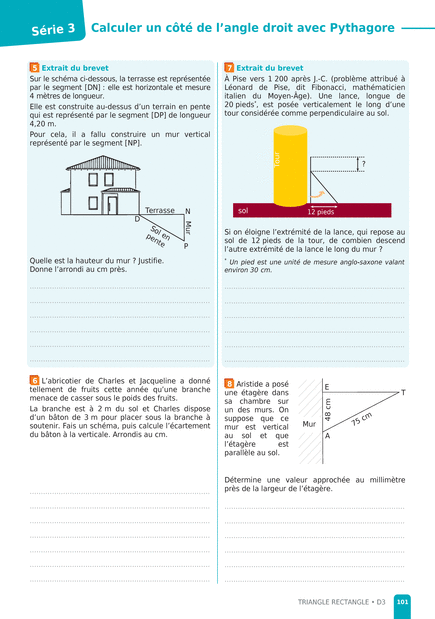 Série 3
Calculer un côté de l'angle droit avec Pythagore
5 Extrait du brevet
Sur le schéma ci-dessous, la terrasse est représentée
par le segment [DN] : elle est horizontale et mesure
4 mètres de longueur.
Elle est construite au-dessus d'un terrain en pente
qui est représenté par le segment [DP] de longueur
4,20 m.
Pour cela, il a fallu construire un mur vertical
représenté par le segment [NP].
Terrasse
N
D
Mur
Sol en
pente
P
Quelle est la hauteur du mur ? Justifie.
Donne l'arrondi au cm près.
6 L'abricotier de Charles et Jacqueline a donné
tellement de fruits cette année qu'une branche
menace de casser sous le poids des fruits.
La branche est à 2 m du sol et Charles dispose
d'un bâton de 3 m pour placer sous la branche à
soutenir. Fais un schéma, puis calcule l'écartement
du bâton à la verticale. Arrondis au cm.
7 Extrait du brevet
À Pise vers 1 200 après J.-C. (problème attribué à
Léonard de Pise, dit Fibonacci, mathématicien
italien du Moyen-Âge). Une lance, longue de
20 pieds*, est posée verticalement le long d'une
tour considérée comme perpendiculaire au sol.
Tour
?
sol
12 pieds
Si on éloigne l'extrémité de la lance, qui repose au
sol de 12 pieds de la tour, de combien descend
l'autre extrémité de la lance le long du mur ?
* Un pied est une unité de mesure anglo-saxone valant
environ 30 cm.
8 Aristide a posé
une étagère dans
sa chambre sur
un des murs. On
suppose que ce
mur est vertical
au sol et que
l'étagère est
parallèle au sol.
E
T
48 cm
75 cm
Mur
A
Détermine une valeur approchée au millimètre
près de la largeur de l'étagère.
TRIANGLE RECTANGLE • D3
101